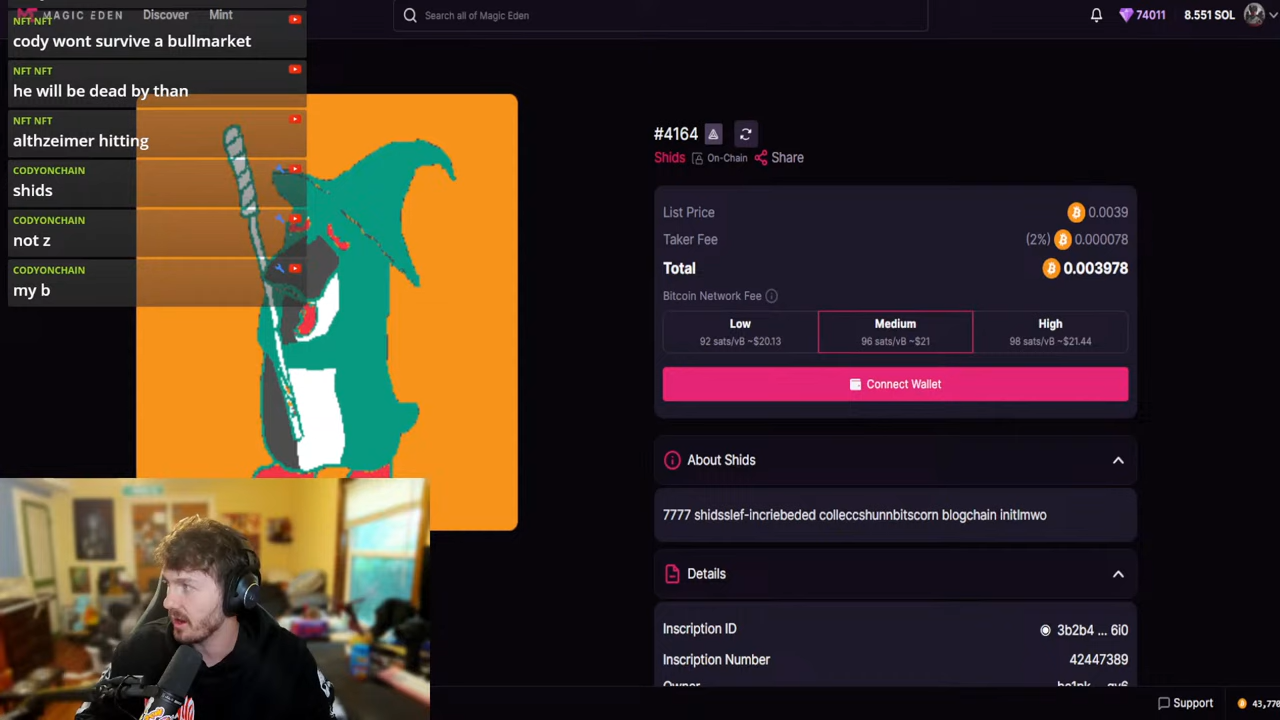 MAGIC EDEN
Discover
Mint
Search all of Magic Eden
74011
8.551 SOL
NFT NFT
cody wont survive a bullmarket
NFT NFT
he will be dead by than
NFT NFT
althzeimer hitting
CODYONCHAIN
shids
CODYONCHAIN
not z
CODYONCHAIN
my b
#4164
Shids
On-Chain
Share
List Price
0.0039
Taker Fee
(2%) 0.000078
Total
0.003978
Bitcoin Network Fee
Low
92 sats/vB ~$20.13
Medium
96 sats/vB ~$21
High
98 sats/vB ~$21.44
Connect Wallet
About Shids
7777 shidsslef-incriebeded colleccshunnbitscorn blogchain initlmwo
Details
Inscription ID
3b2b4 ... 6i0
Inscription Number
42447389
Support